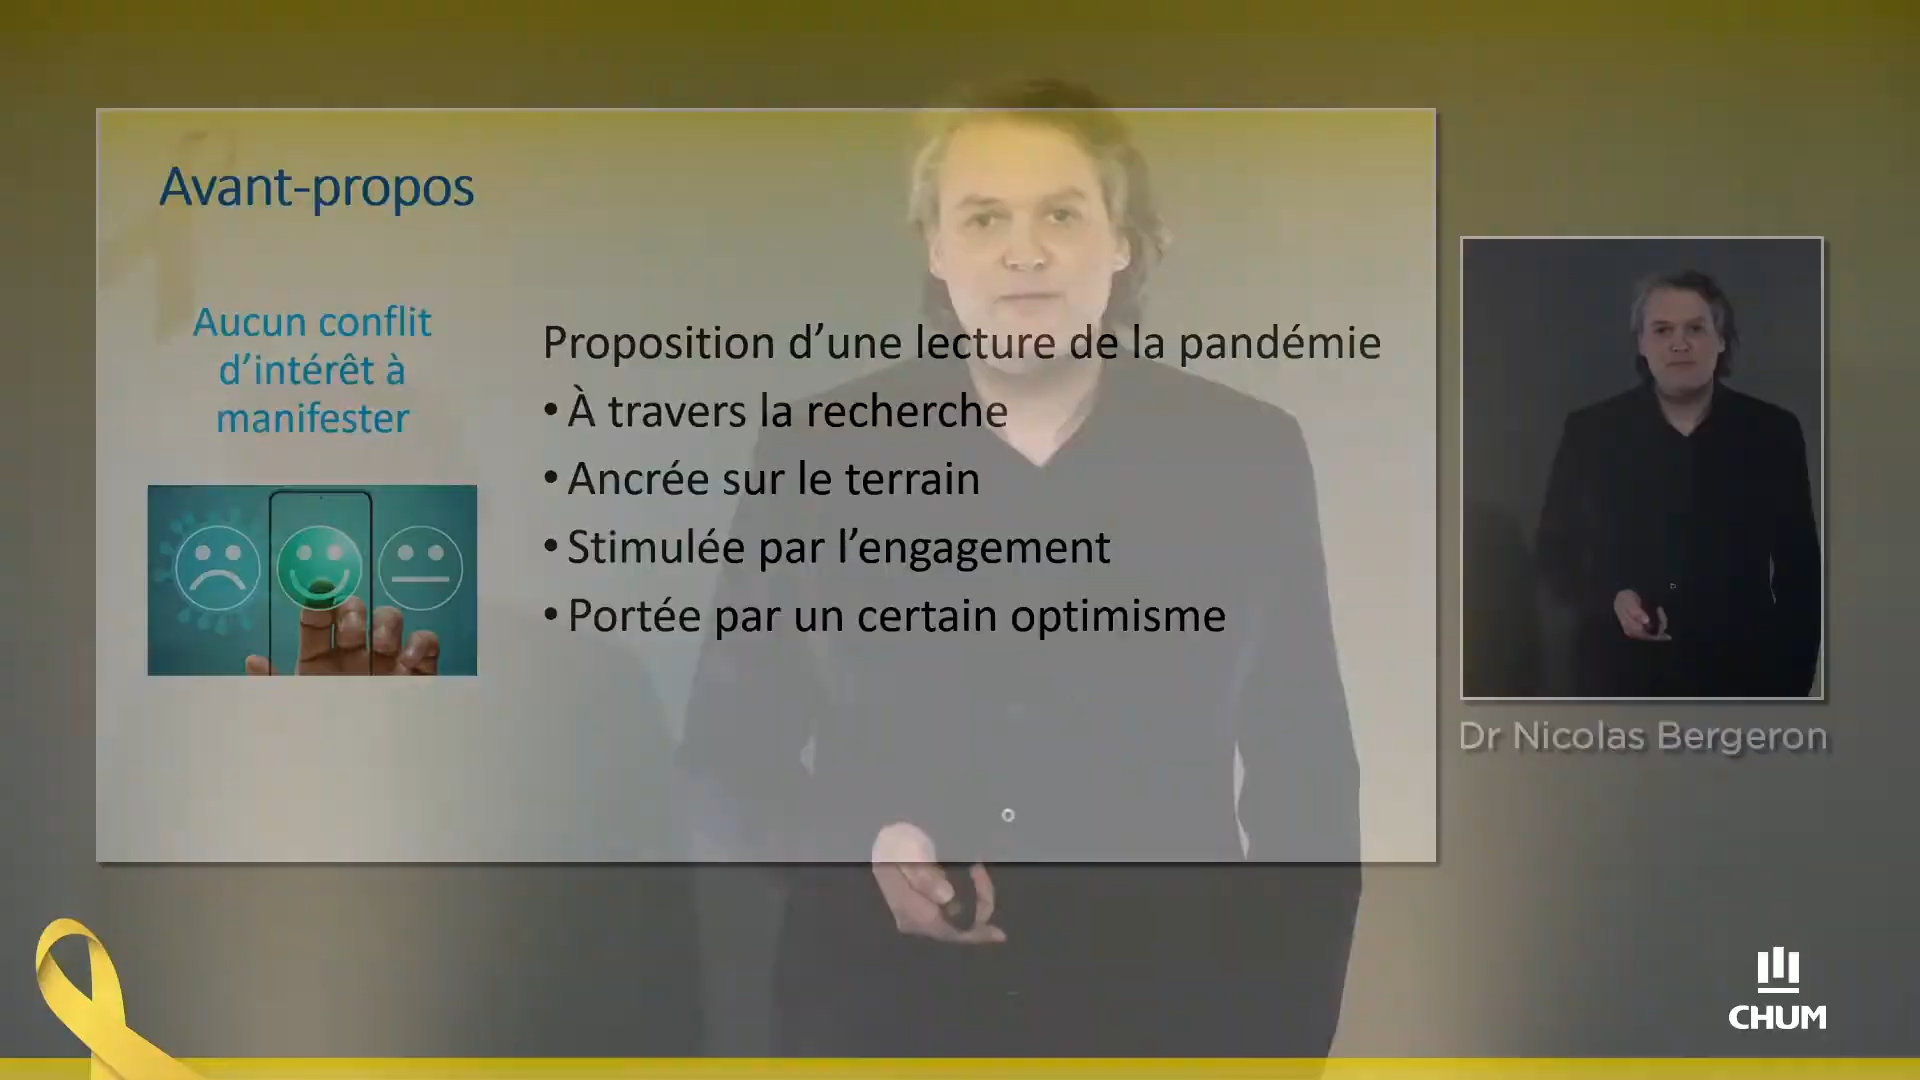 Avant-propos
Aucun conflit
d’intérêt à
manifester
Proposition d’une lecture de la pandémie
• À travers la recherche
• Ancrée sur le terrain
• Stimulée par l’engagement
• Portée par un certain optimisme
Dr Nicolas Bergeron
CHUM